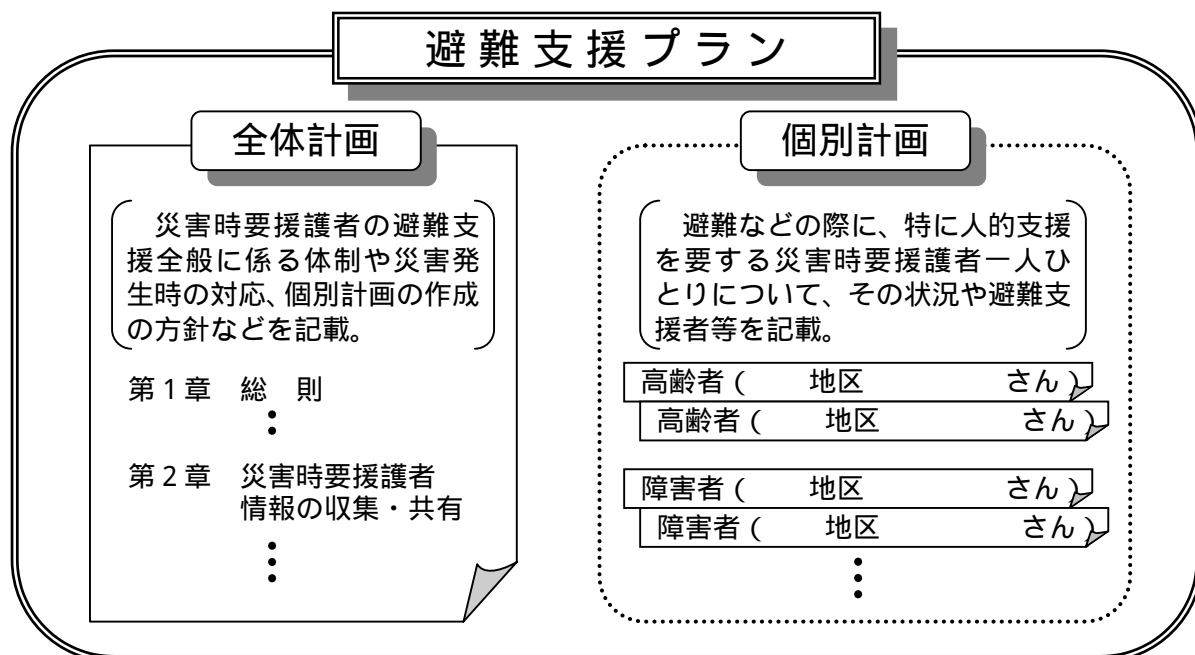 避難支援プラン
全体計画
災害時要援護者の避難支
援全般に係る体制や災害発
生時の対応、個別計画の作成
の方針などを記載。
第1章 総 則
第2章 災害時要援護者
情報の収集・共有
個別計画
避難などの際に、特に人的支援
を要する災害時要援護者一人ひ
とりについて、その状況や避難支
援者等を記載。
高齢者( 地区 さん)
高齢者( 地区 さん)
障害者( 地区 さん)
障害者( 地区 さん)